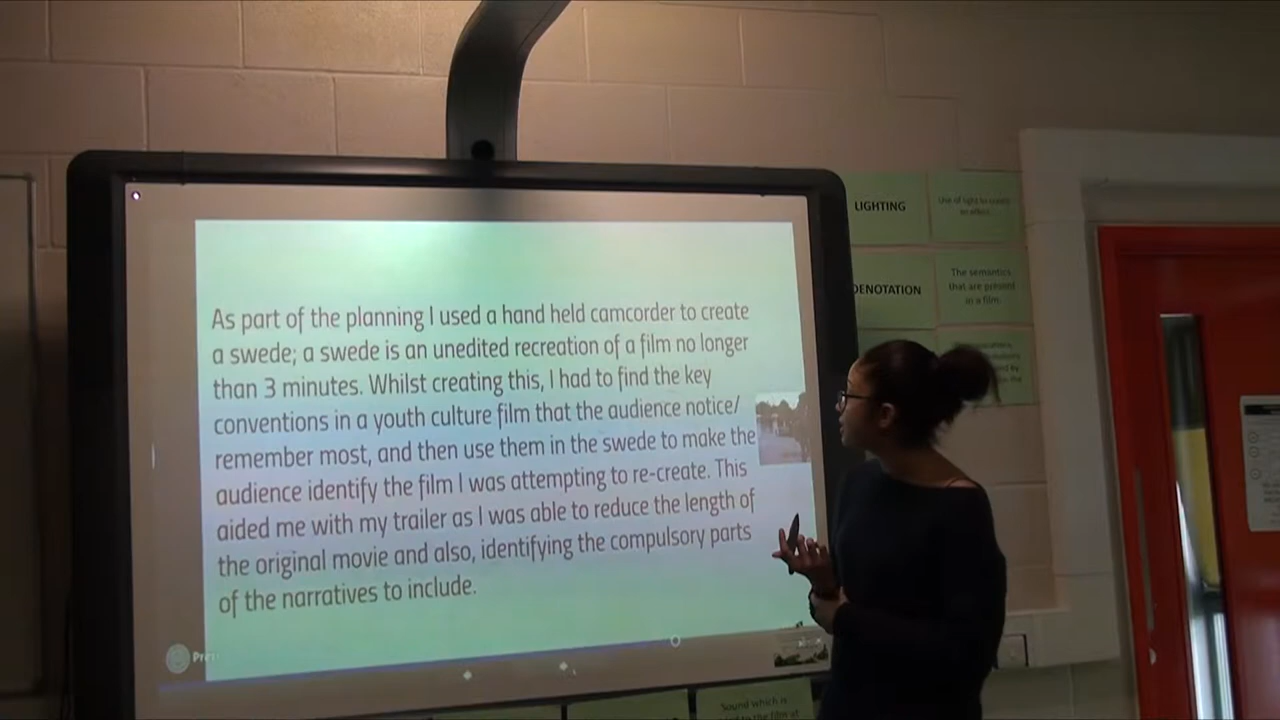 As part of the planning I used a hand held camcorder to create
a swede; a swede is an unedited recreation of a film no longer
than 3 minutes. Whilst creating this, I had to find the key
conventions in a youth culture film that the audience notice/
remember most, and then use them in the swede to make the
audience identify the film I was attempting to re-create. This
aided me with my trailer as I was able to reduce the length of
the original movie and also, identifying the compulsory parts
of the narratives to include.
LIGHTING
Use of light to create
an effect.
DENOTATION
The semantics
that are present
in a film.
Sound which is
to the film at